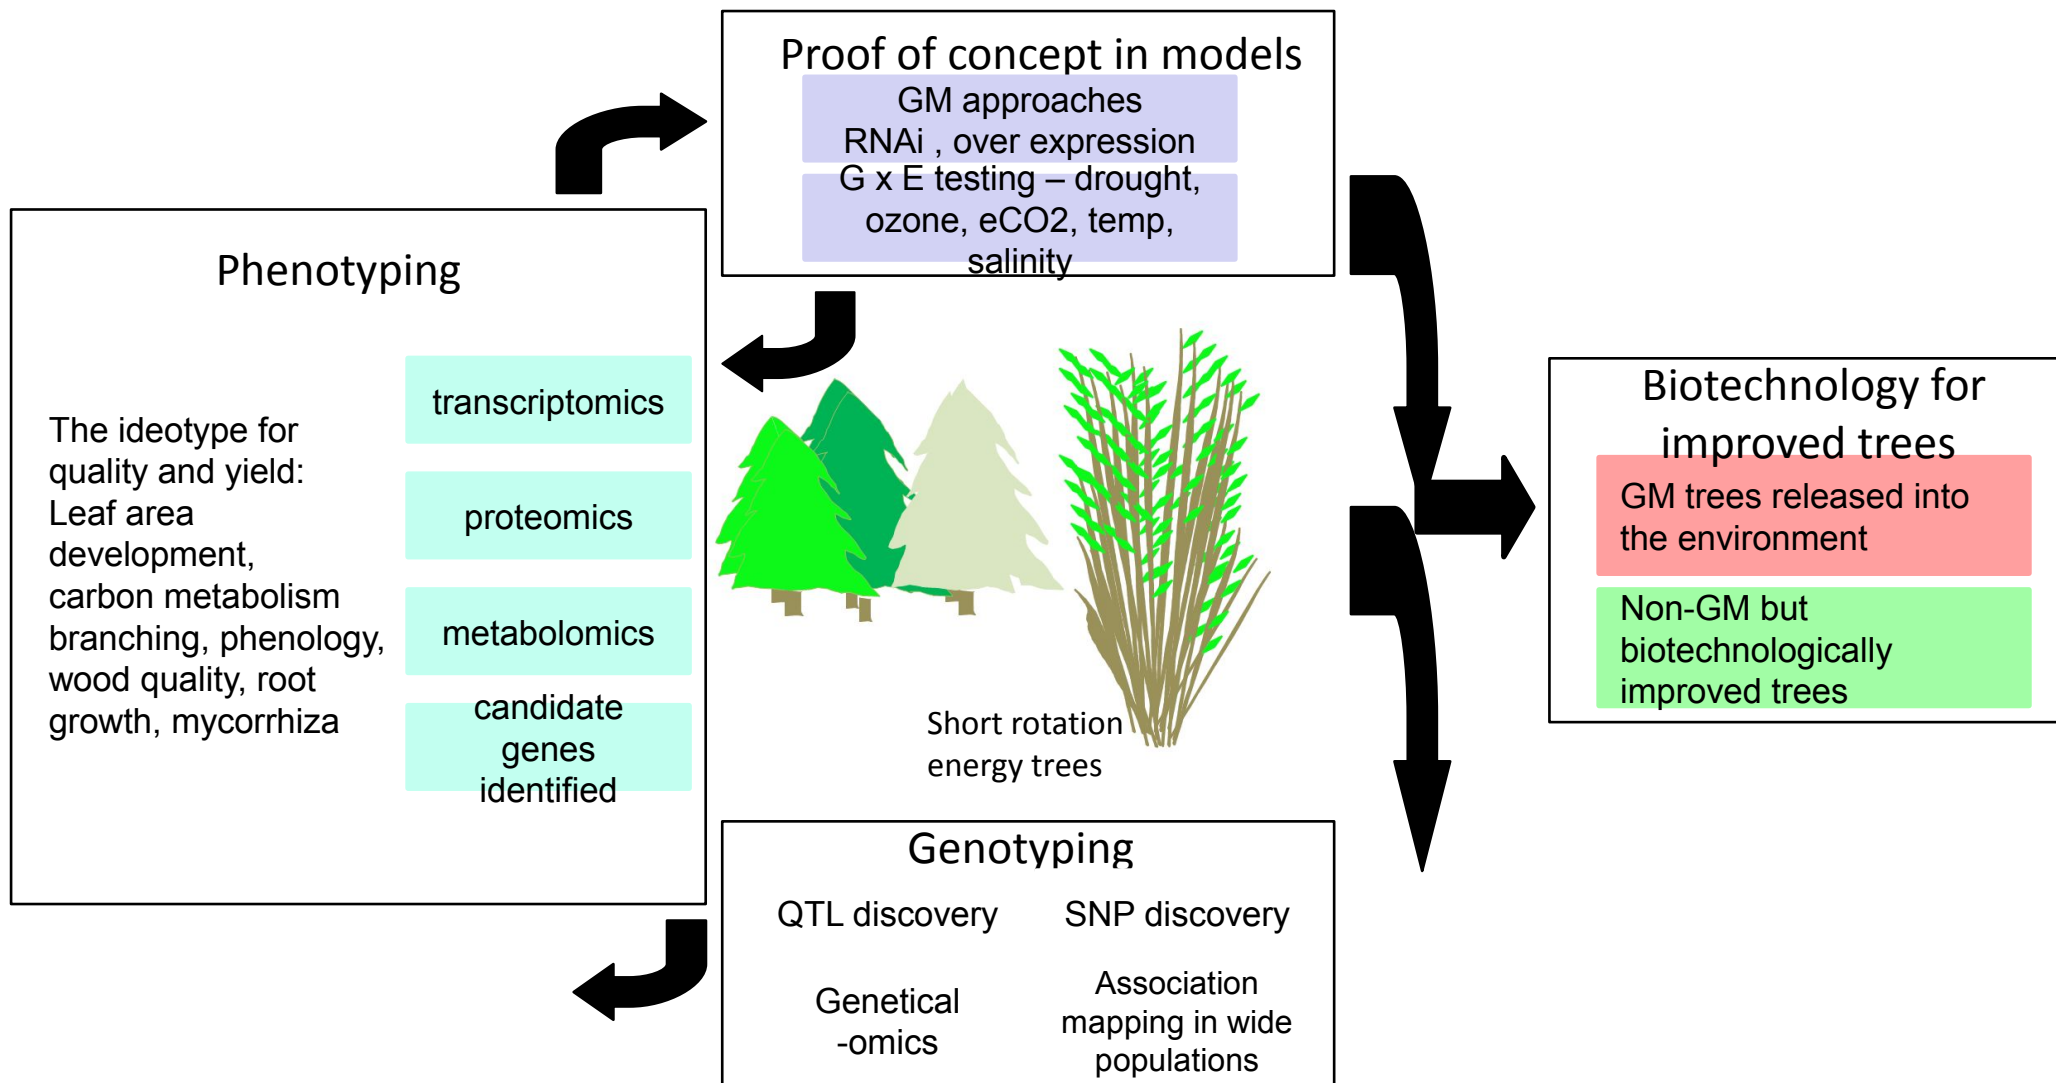 Proof of concept in models
GM approaches
RNAi , over expression
G x E testing – drought,
ozone, eCO2, temp,
salinity
Phenotyping
The ideotype for
quality and yield:
Leaf area
development,
carbon metabolism
branching, phenology,
wood quality, root
growth, mycorrhiza
transcriptomics
proteomics
metabolomics
candidate
genes
identified
Short rotation
energy trees
Biotechnology for
improved trees
GM trees released into
the environment
Non-GM but
biotechnologically
improved trees
Genotyping
QTL discovery
SNP discovery
Genetical
-omics
Association
mapping in wide
populations